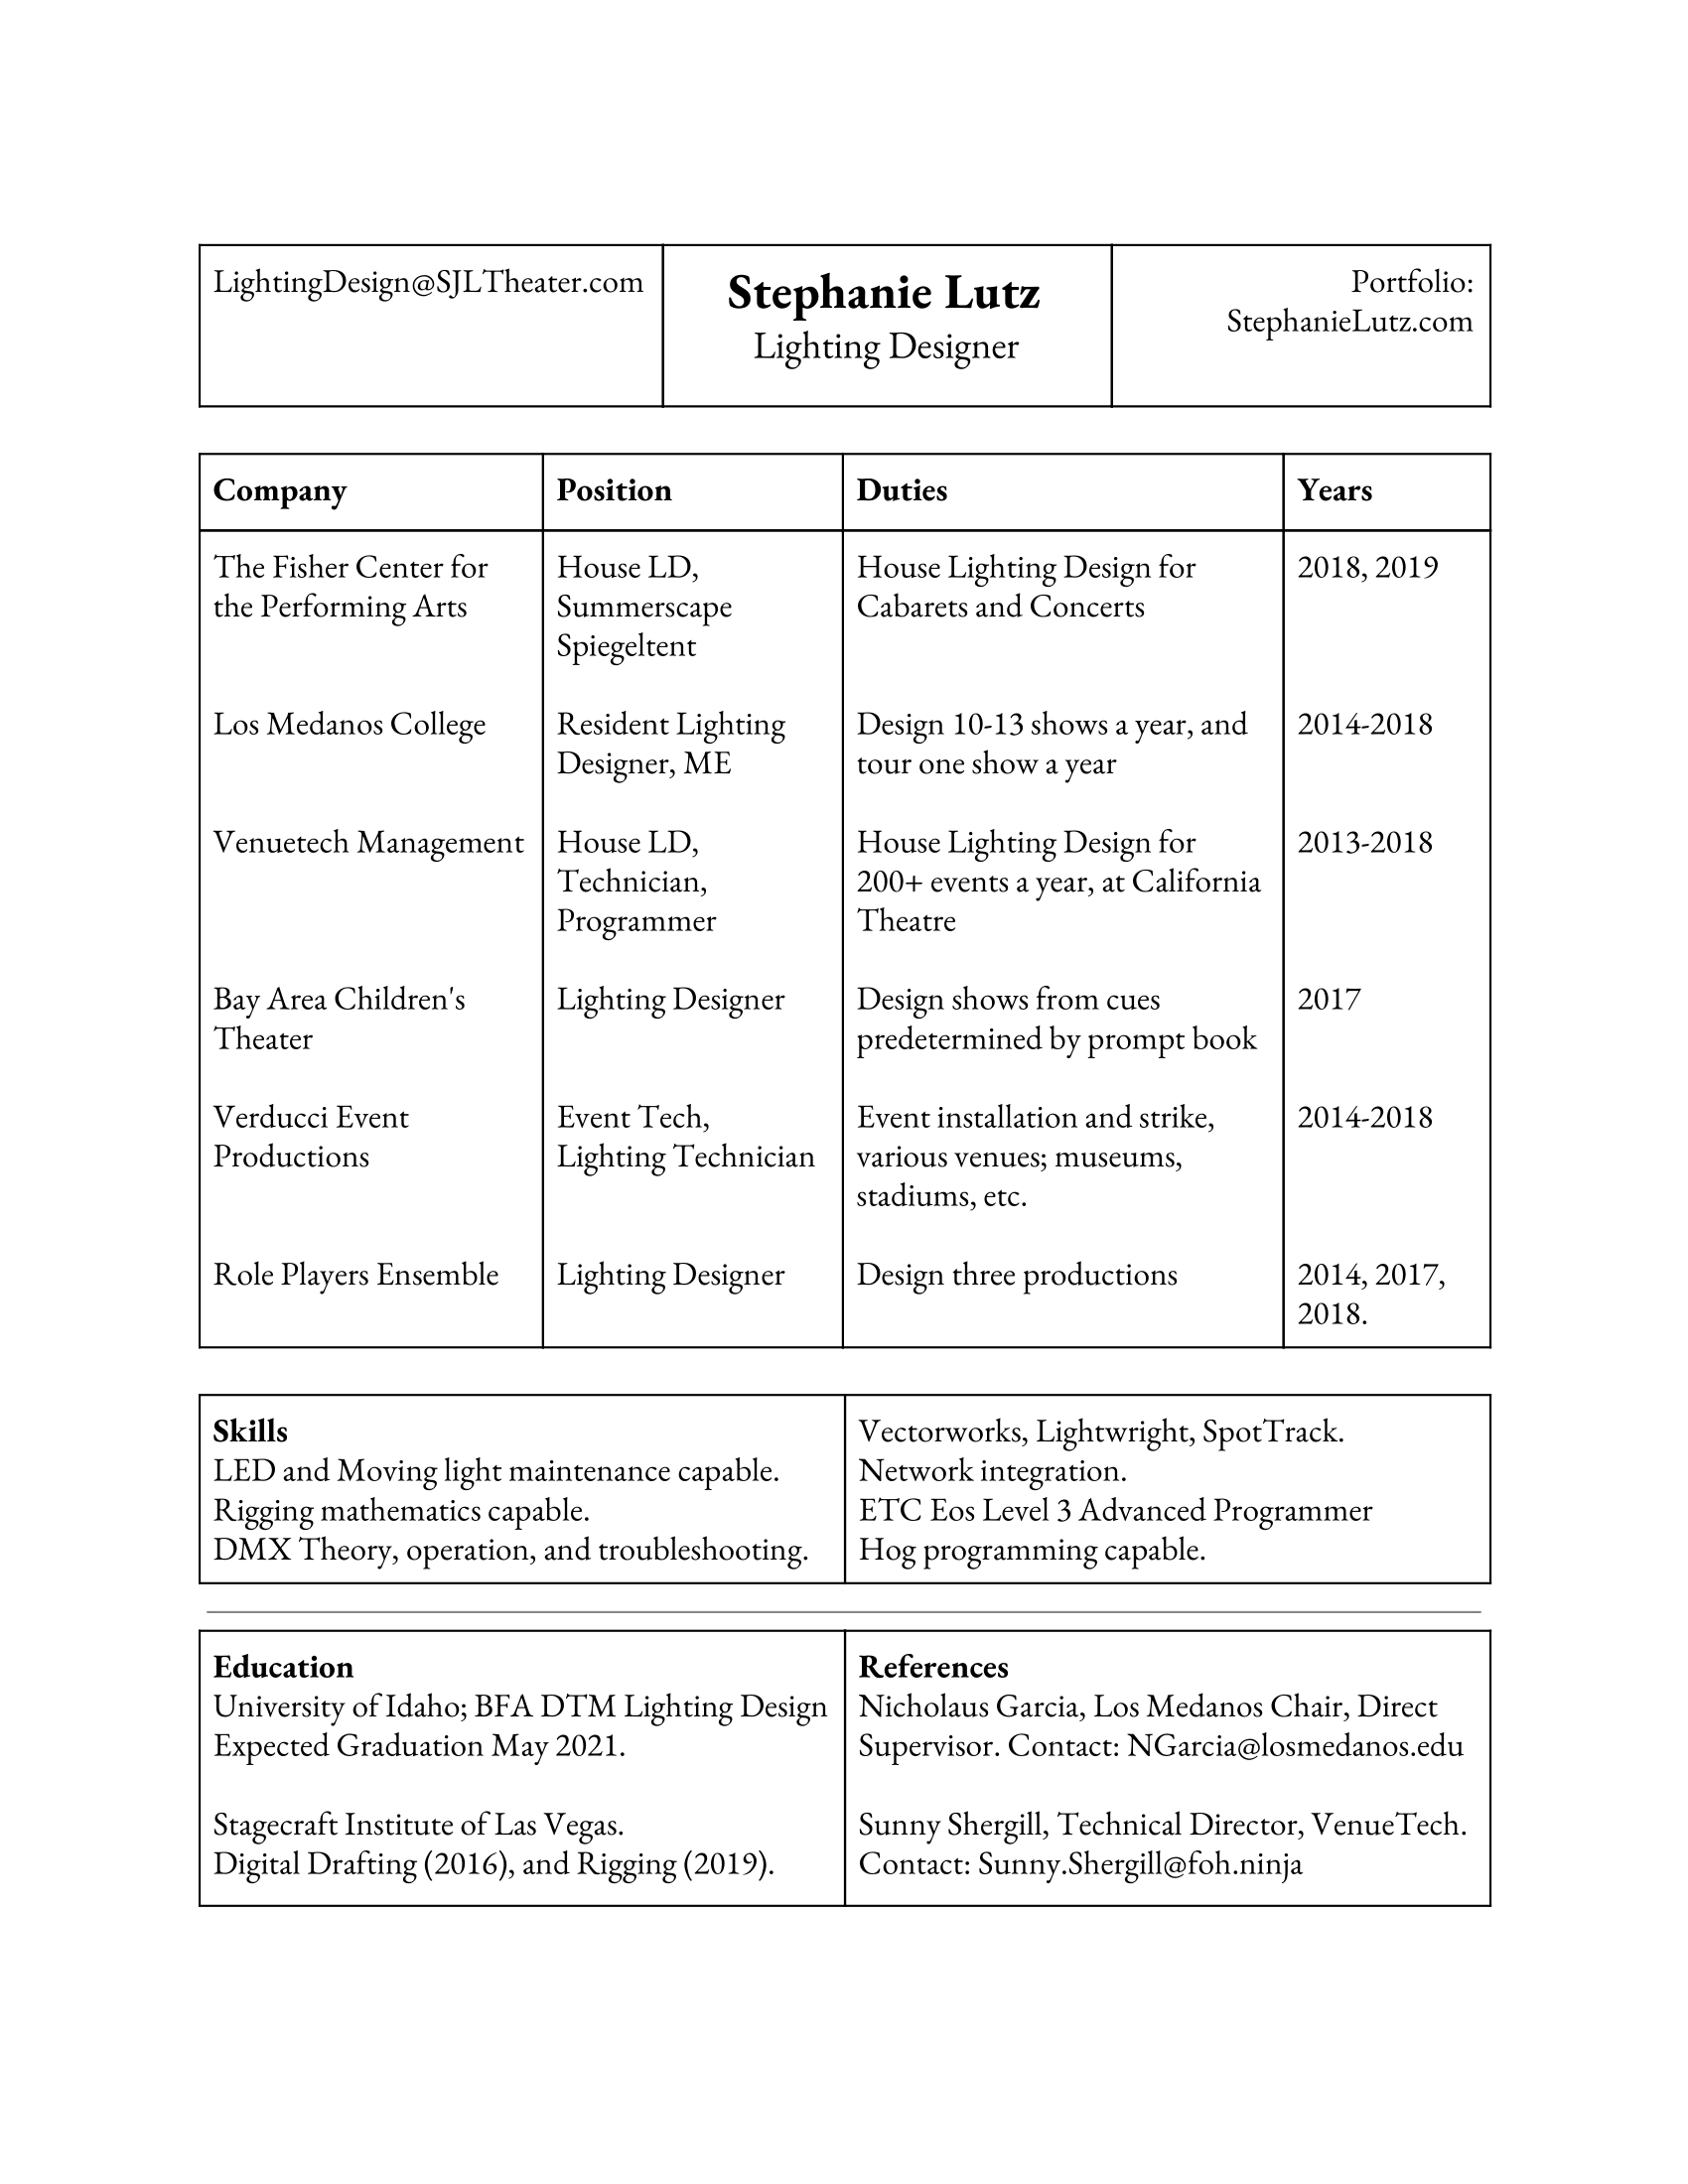 LightingDesign@SJLTheater.com
Stephanie Lutz
Lighting Designer
Portfolio:
StephanieLutz.com
Company
Position
Duties
Years
The Fisher Center for
the Performing Arts
House LD,
Summerscape
Spiegeltent
House Lighting Design for
Cabarets and Concerts
2018, 2019
Los Medanos College
Resident Lighting
Designer, ME
Design 10-13 shows a year, and
tour one show a year
2014-2018
Venuetech Management
House LD,
Technician,
Programmer
House Lighting Design for
200+ events a year, at California
Theatre
2013-2018
Bay Area Children's
Theater
Lighting Designer
Design shows from cues
predetermined by prompt book
2017
Verducci Event
Productions
Event Tech,
Lighting Technician
Event installation and strike,
various venues; museums,
stadiums, etc.
2014-2018
Role Players Ensemble
Lighting Designer
Design three productions
2014, 2017,
2018.
Skills
LED and Moving light maintenance capable.
Rigging mathematics capable.
DMX Theory, operation, and troubleshooting.
Vectorworks, Lightwright, SpotTrack.
Network integration.
ETC Eos Level 3 Advanced Programmer
Hog programming capable.
Education
University of Idaho; BFA DTM Lighting Design
Expected Graduation May 2021.
Stagecraft Institute of Las Vegas.
Digital Drafting (2016), and Rigging (2019).
References
Nicholaus Garcia, Los Medanos Chair, Direct
Supervisor. Contact: NGarcia@losmedanos.edu
Sunny Shergill, Technical Director, VenueTech.
Contact: Sunny.Shergill@foh.ninja